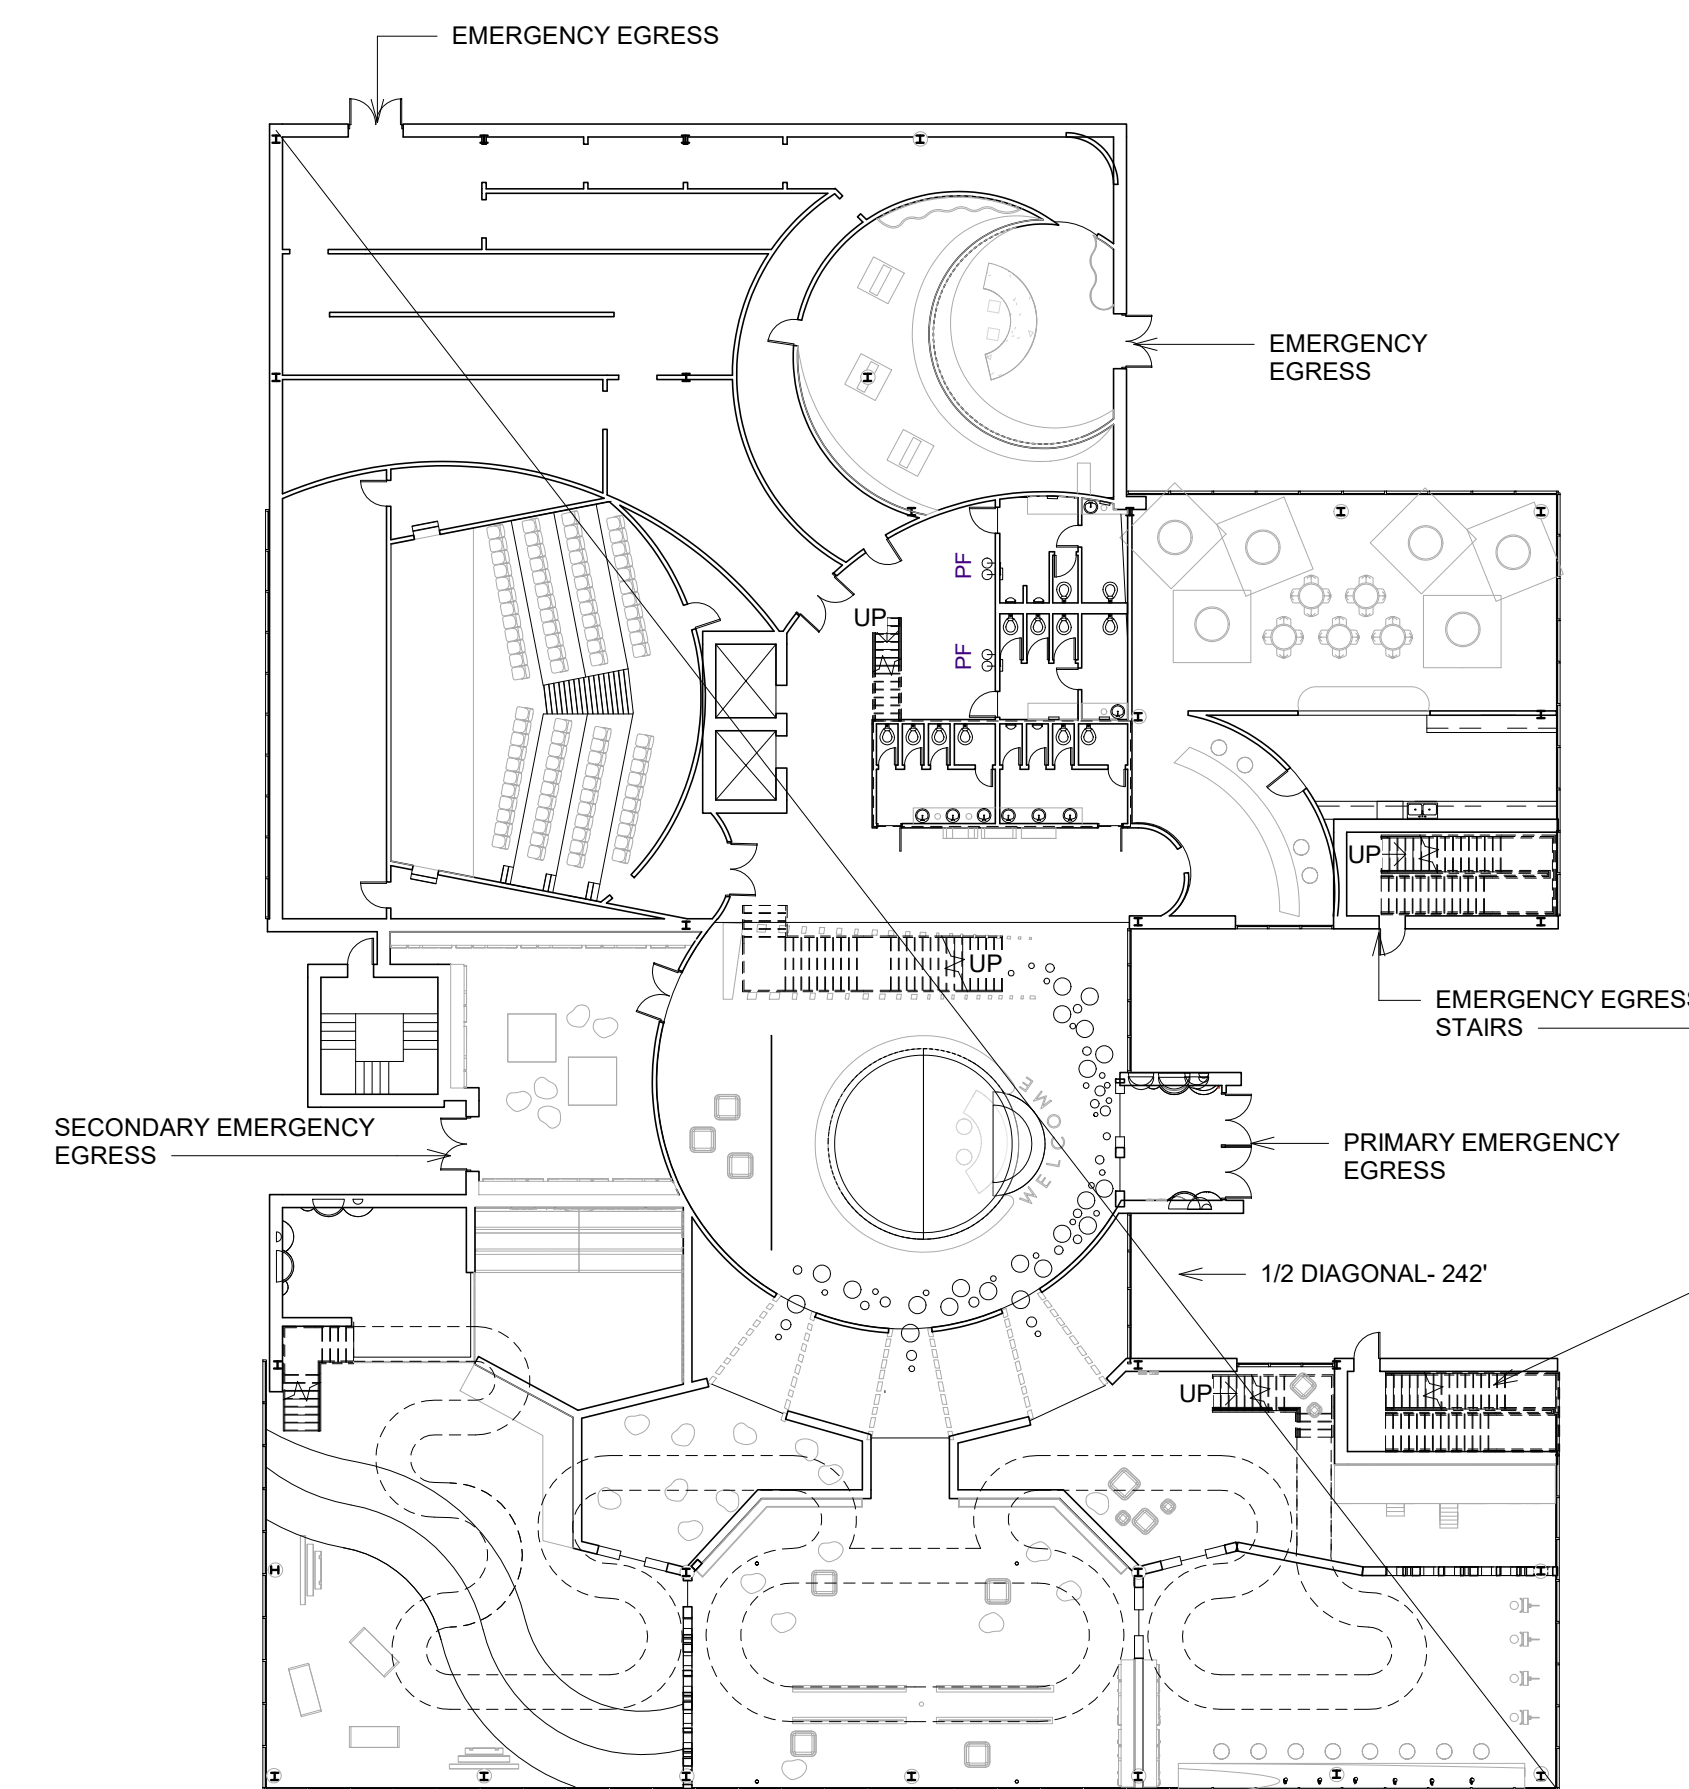 EMERGENCY EGRESS
EMERGENCY
EGRESS
PF
UP
PF
UP
UP
EMERGENCY EGRESS
STAIRS
WELCOME
SECONDARY EMERGENCY
EGRESS
PRIMARY EMERGENCY
EGRESS
1/2 DIAGONAL- 242'
UP